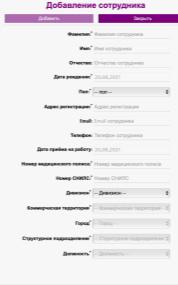 Добавление сотрудника
Добавить Закрыть
Фамилия:* Фамилия сотрудника
Имя:* Имя сотрудника
Отчество: Отчество сотрудника
Дата рождения:* 20.08.2021
Пол:* -- пол --
Адрес регистрации:* Адрес регистрации
Email: Email сотрудника
Телефон: Телефон сотрудника
Дата приёма на работу: 20.08.2021
Номер медицинского полиса:* Номер медицинского полиса
Номер СНИЛС:* Номер СНИЛС
Дивизион:* -- Дивизион --
Коммерческая территория:* -- Коммерческая территория --
Город:* -- Город --
Структурное подразделение:* -- Структурное подразделение
Должность:* -- Должность --